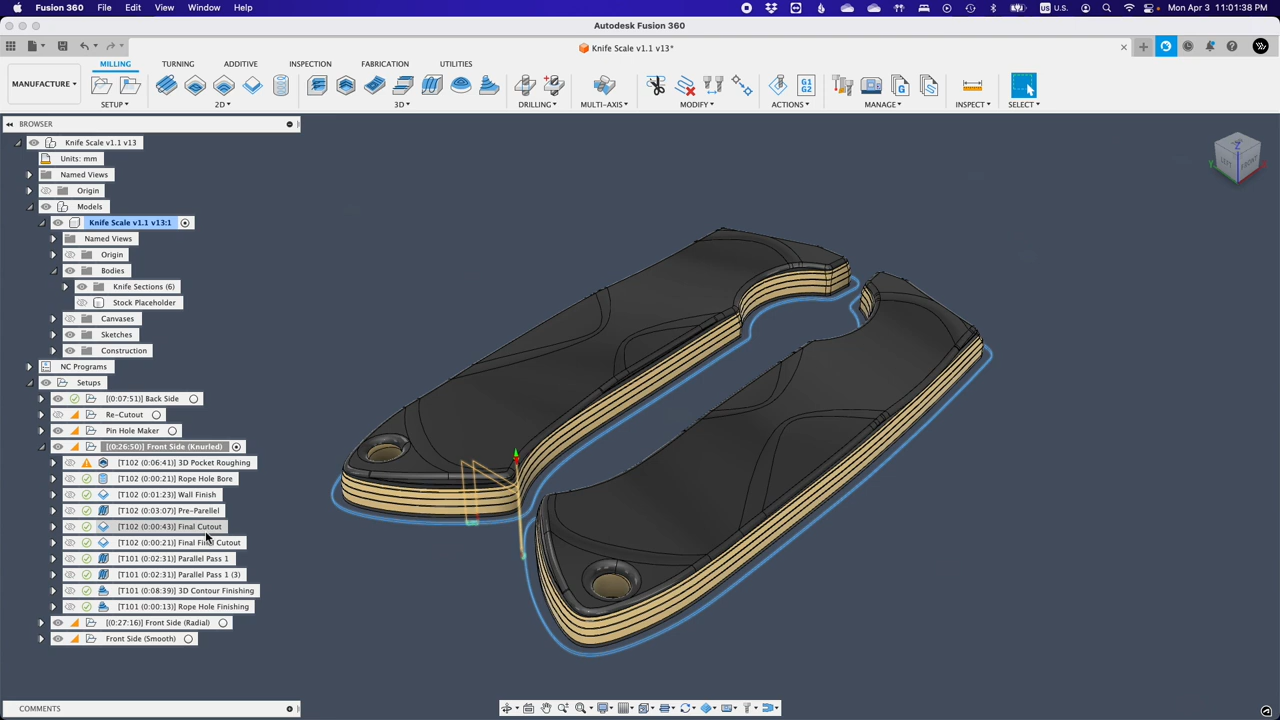 Fusion 360 File Edit View Window Help U.S. Mon Apr 3 11:01:38 PM
Autodesk Fusion 360
Knife Scale v1.1 v13*
MILLING TURNING ADDITIVE INSPECTION FABRICATION UTILITIES
MANUFACTURE
G1
G2
SETUP 2D 3D DRILLING MULTI-AXIS MODIFY ACTIONS MANAGE INSPECT SELECT
BROWSER
Knife Scale v1.1 v13
Units: mm
Named Views
Origin
Models
Knife Scale v1.1 v13:1
Named Views
Origin
Bodies
Knife Sections (6)
Stock Placeholder
Canvases
Sketches
Construction
NC Programs
Setups
[(0:07:51)] Back Side
Re-Cutout
Pin Hole Maker
[(0:26:50)] Front Side (Knurled)
[T102 (0:06:41)] 3D Pocket Roughing
[T102 (0:00:21)] Rope Hole Bore
[T102 (0:01:23)] Wall Finish
[T102 (0:03:07)] Pre-Parellel
[T102 (0:00:43)] Final Cutout
[T102 (0:00:21)] Final Final Cutout
[T101 (0:02:31)] Parallel Pass 1
[T101 (0:02:31)] Parallel Pass 1 (3)
[T101 (0:08:39)] 3D Contour Finishing
[T101 (0:00:13)] Rope Hole Finishing
[(0:27:16)] Front Side (Radial)
Front Side (Smooth)
COMMENTS
Z
Y
X
LEFT
FRONT